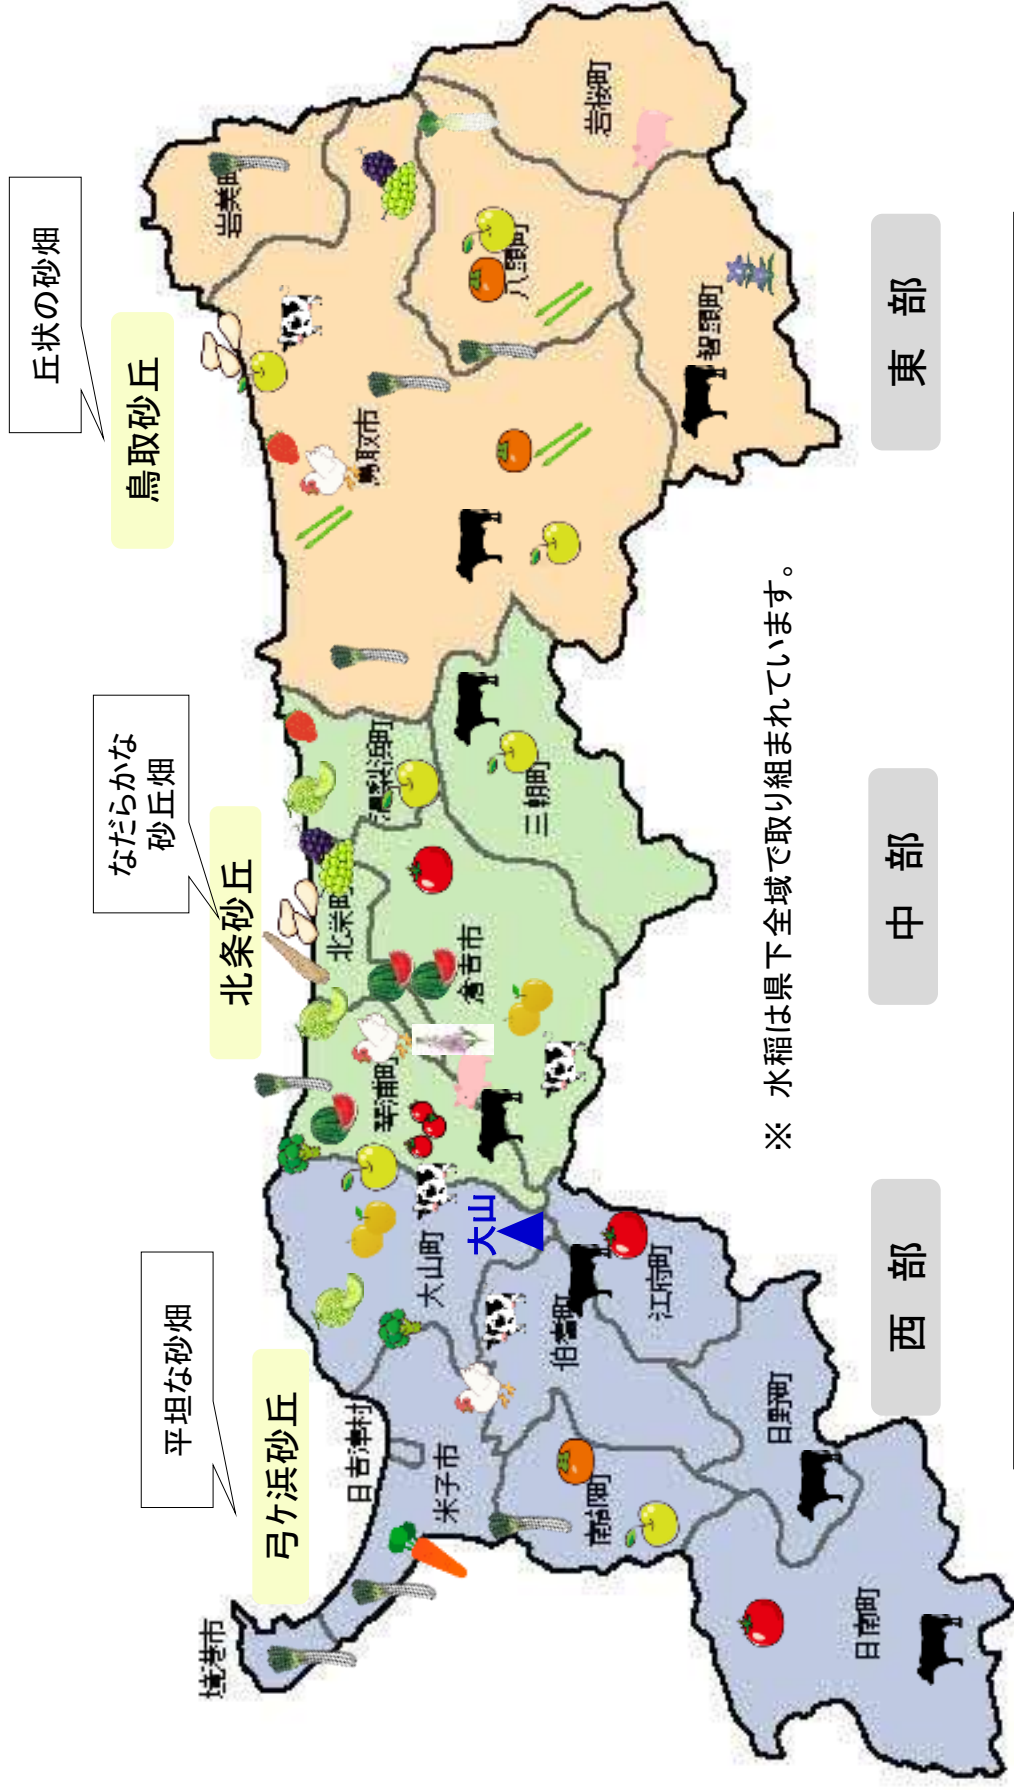 丘状の砂畑
鳥取砂丘
なだらかな
砂丘畑
北条砂丘
平坦な砂畑
弓ケ浜砂丘
境港市
日吉津村
米子市
大山町
大山
伯耆町
南部町
江府町
日野町
日南町
琴浦町
北栄町
倉吉市
湯梨浜町
三朝町
鳥取市
岩美町
八頭町
若桜町
智頭町
西 部
中 部
東 部
※ 水稲は県下全域で取り組まれています。